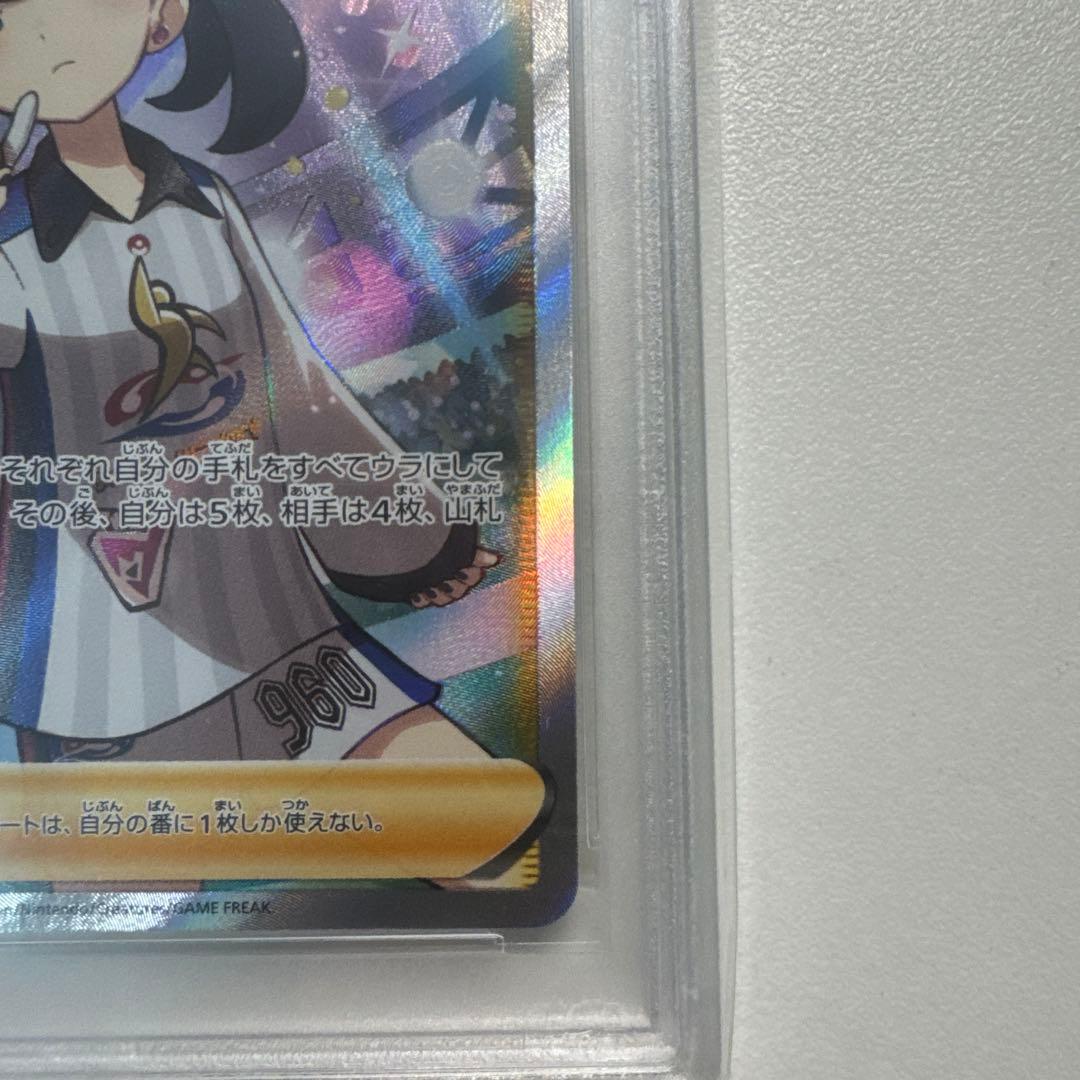 それぞれ自分の手札をすべてウラにして
その後、自分は5枚、相手は4枚、山札
960
ートは、自分の番に1枚しか使えない。
/Nintendo/Creatures/GAME FREAK.